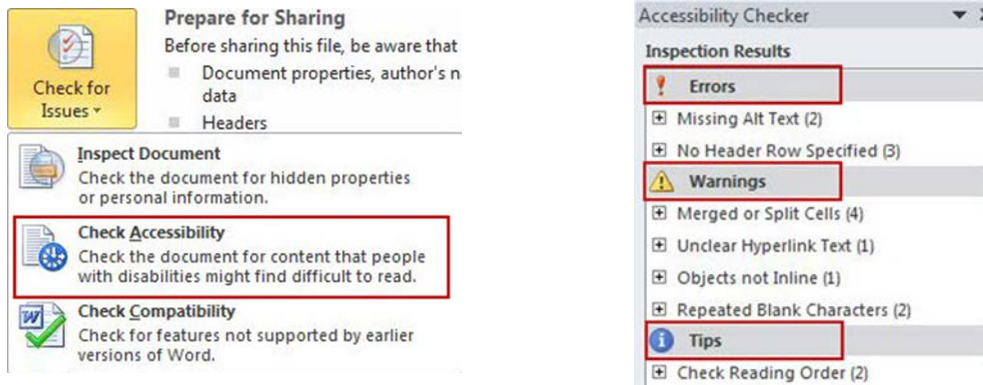 Prepare for Sharing
Before sharing this file, be aware that
Check for
Issues
Document properties, author's
data
Headers
Inspect Document
Check the document for hidden properties
or personal information.
Check Accessibility
Check the document for content that people
with disabilities might find difficult to read.
Check Compatibility
Check for features not supported by earlier
versions of Word.
Accessibility Checker
Inspection Results
Errors
Missing Alt Text (2)
No Header Row Specified (3)
Warnings
Merged or Split Cells (4)
Unclear Hyperlink Text (1)
Objects not Inline (1)
Repeated Blank Characters (2)
Tips
Check Reading Order (2)